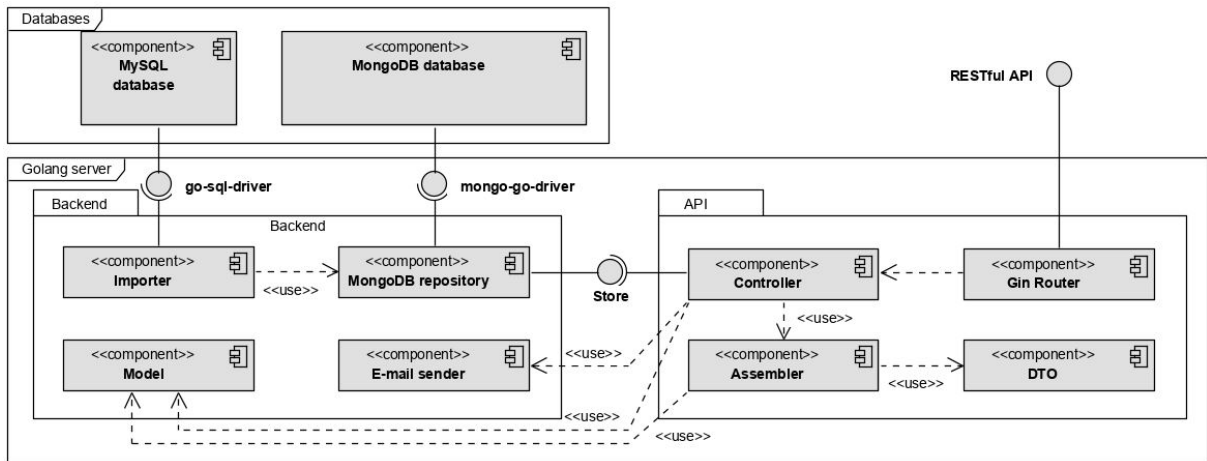 Databases
<<component>>
MySQL
database
<<component>>
MongoDB database
RESTful API
Golang server
go-sql-driver
mongo-go-driver
Backend
Backend
API
<<component>>
Importer
<<use>>
<<component>>
MongoDB repository
Store
<<component>>
Controller
<<component>>
Gin Router
<<use>>
<<component>>
Model
<<component>>
E-mail sender
<<use>>
<<component>>
Assembler
<<use>>
<<component>>
DTO
<<use>>
<<use>>